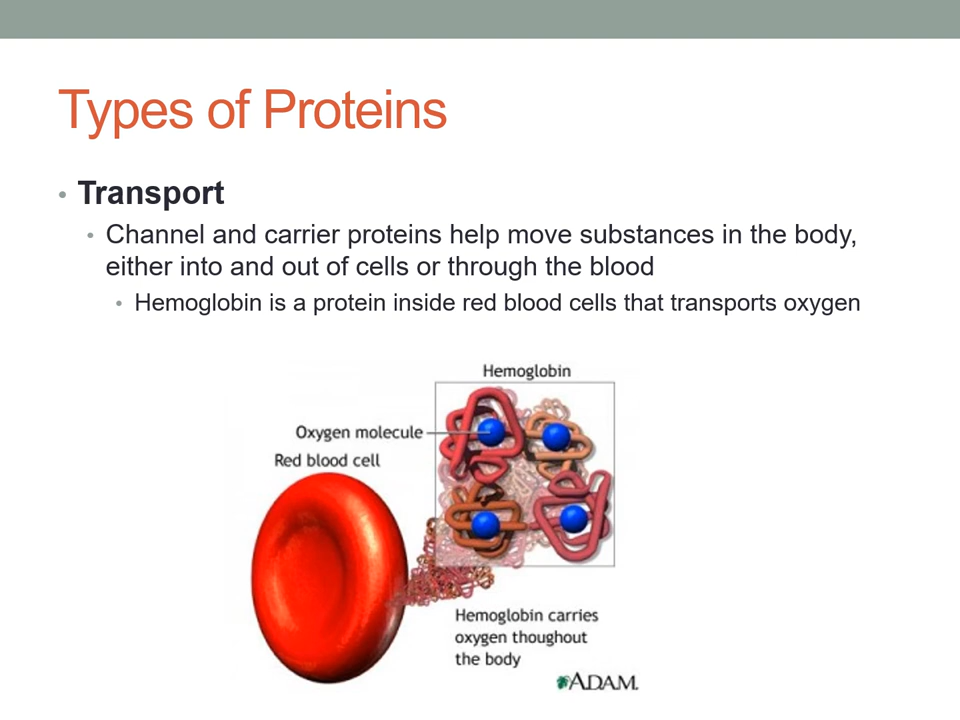 Types of Proteins
• Transport
• Channel and carrier proteins help move substances in the body,
either into and out of cells or through the blood
• Hemoglobin is a protein inside red blood cells that transports oxygen
Hemoglobin
Oxygen molecule
Red blood cell
Hemoglobin carries
oxygen thoughout
the body
ADAM.